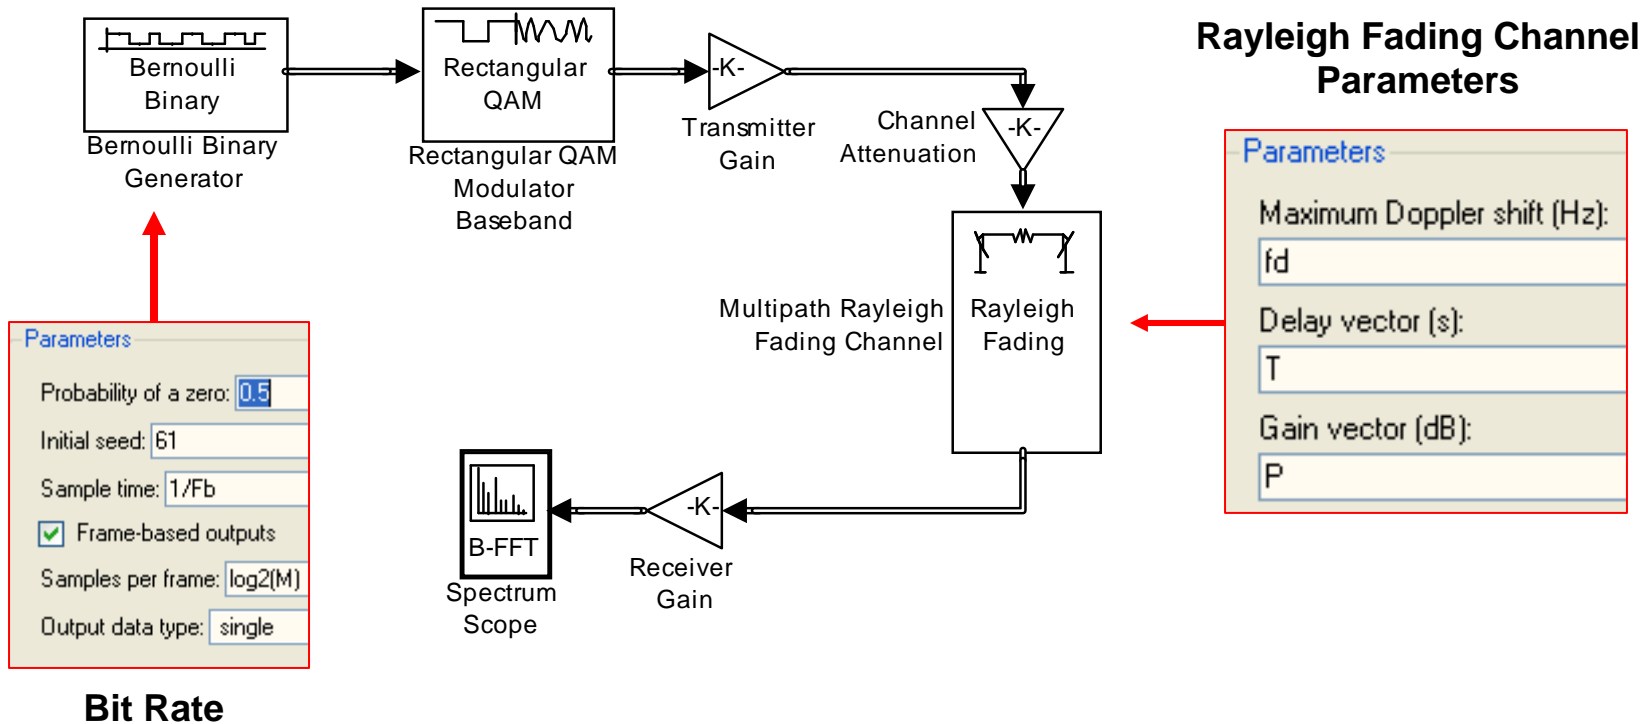 Bernoulli
Binary
Bernoulli Binary
Generator
Rectangular
QAM
Rectangular QAM
Modulator
Baseband
-K-
Transmitter
Gain
Channel
Attenuation
-K-
Rayleigh Fading Channel
Parameters
Parameters
Maximum Doppler shift (Hz):
fd
Delay vector (s):
T
Gain vector (dB):
P
Multipath Rayleigh
Fading Channel
Rayleigh
Fading
Parameters
Probability of a zero: 0.5
Initial seed: 61
Sample time: 1/Fb
Frame-based outputs
Samples per frame: log2(M)
Output data type: single
Bit Rate
B-FFT
Spectrum
Scope
-K-
Receiver
Gain